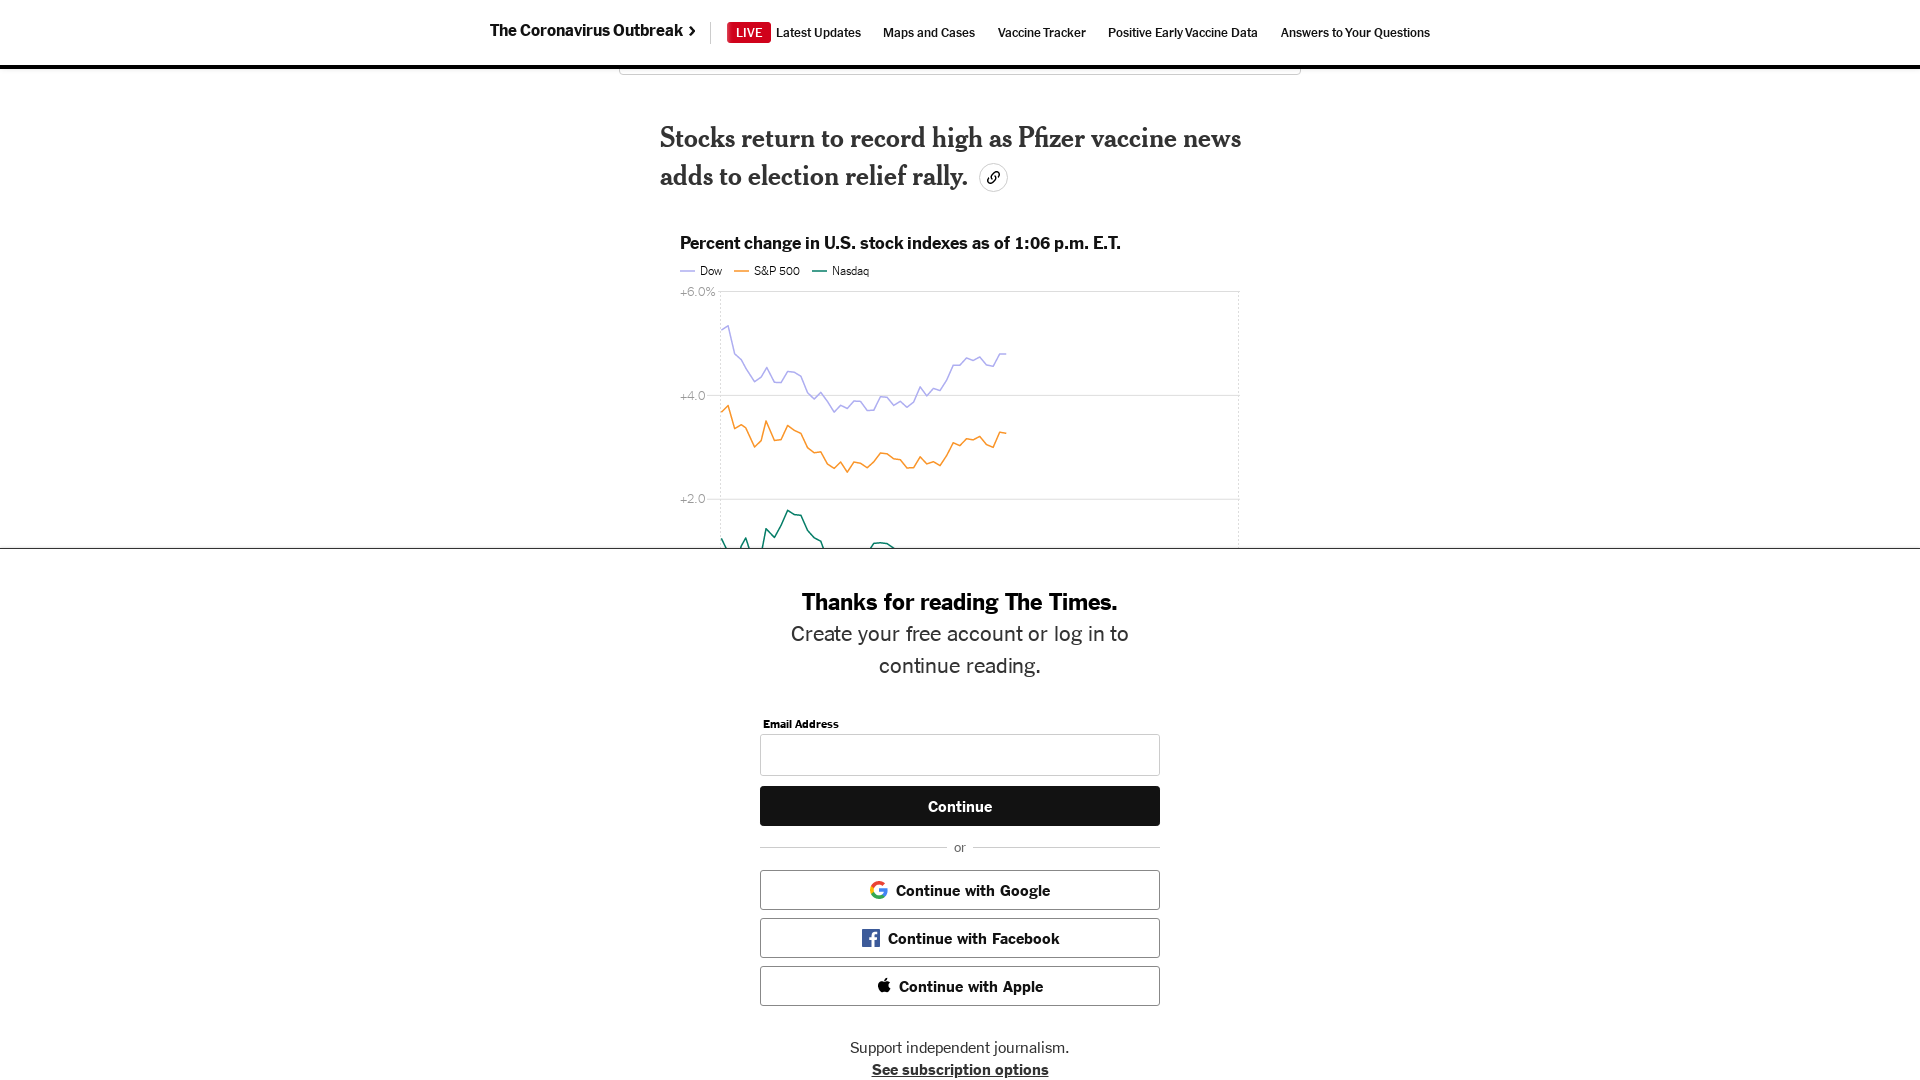 The Coronavirus Outbreak
LIVE Latest Updates Maps and Cases Vaccine Tracker Positive Early Vaccine Data Answers to Your Questions
Stocks return to record high as Pfizer vaccine news
adds to election relief rally.
Percent change in U.S. stock indexes as of 1:06 p.m. E.T.
Dow S&P 500 Nasdaq
+6.0%
+4.0
+2.0
Thanks for reading The Times.
Create your free account or log in to
continue reading.
Email Address
Continue
or
Continue with Google
Continue with Facebook
Continue with Apple
Support independent journalism.
See subscription options